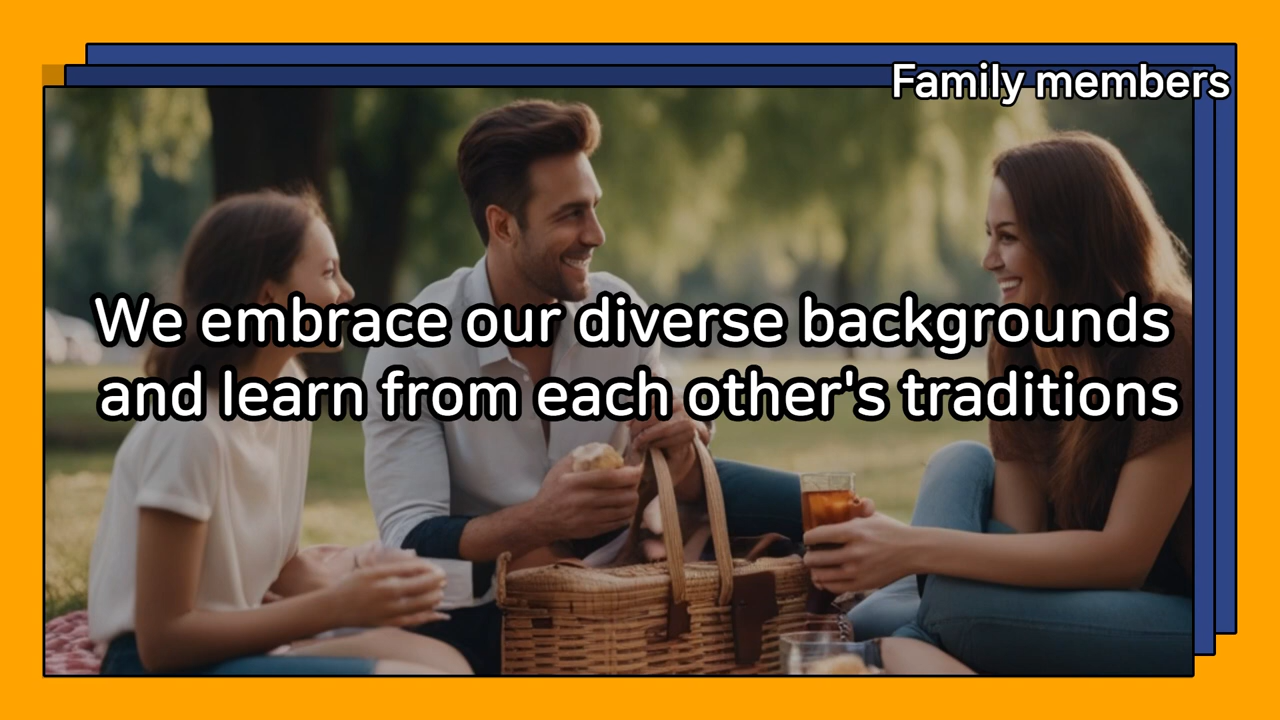 Family members
We embrace our diverse backgrounds
and learn from each other's traditions